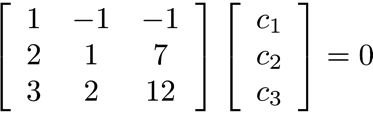 [ 1 −1 −1 ] [ c₁ ]
[ 2 1 7 ] [ c₂ ] = 0
[ 3 2 12 ] [ c₃ ]